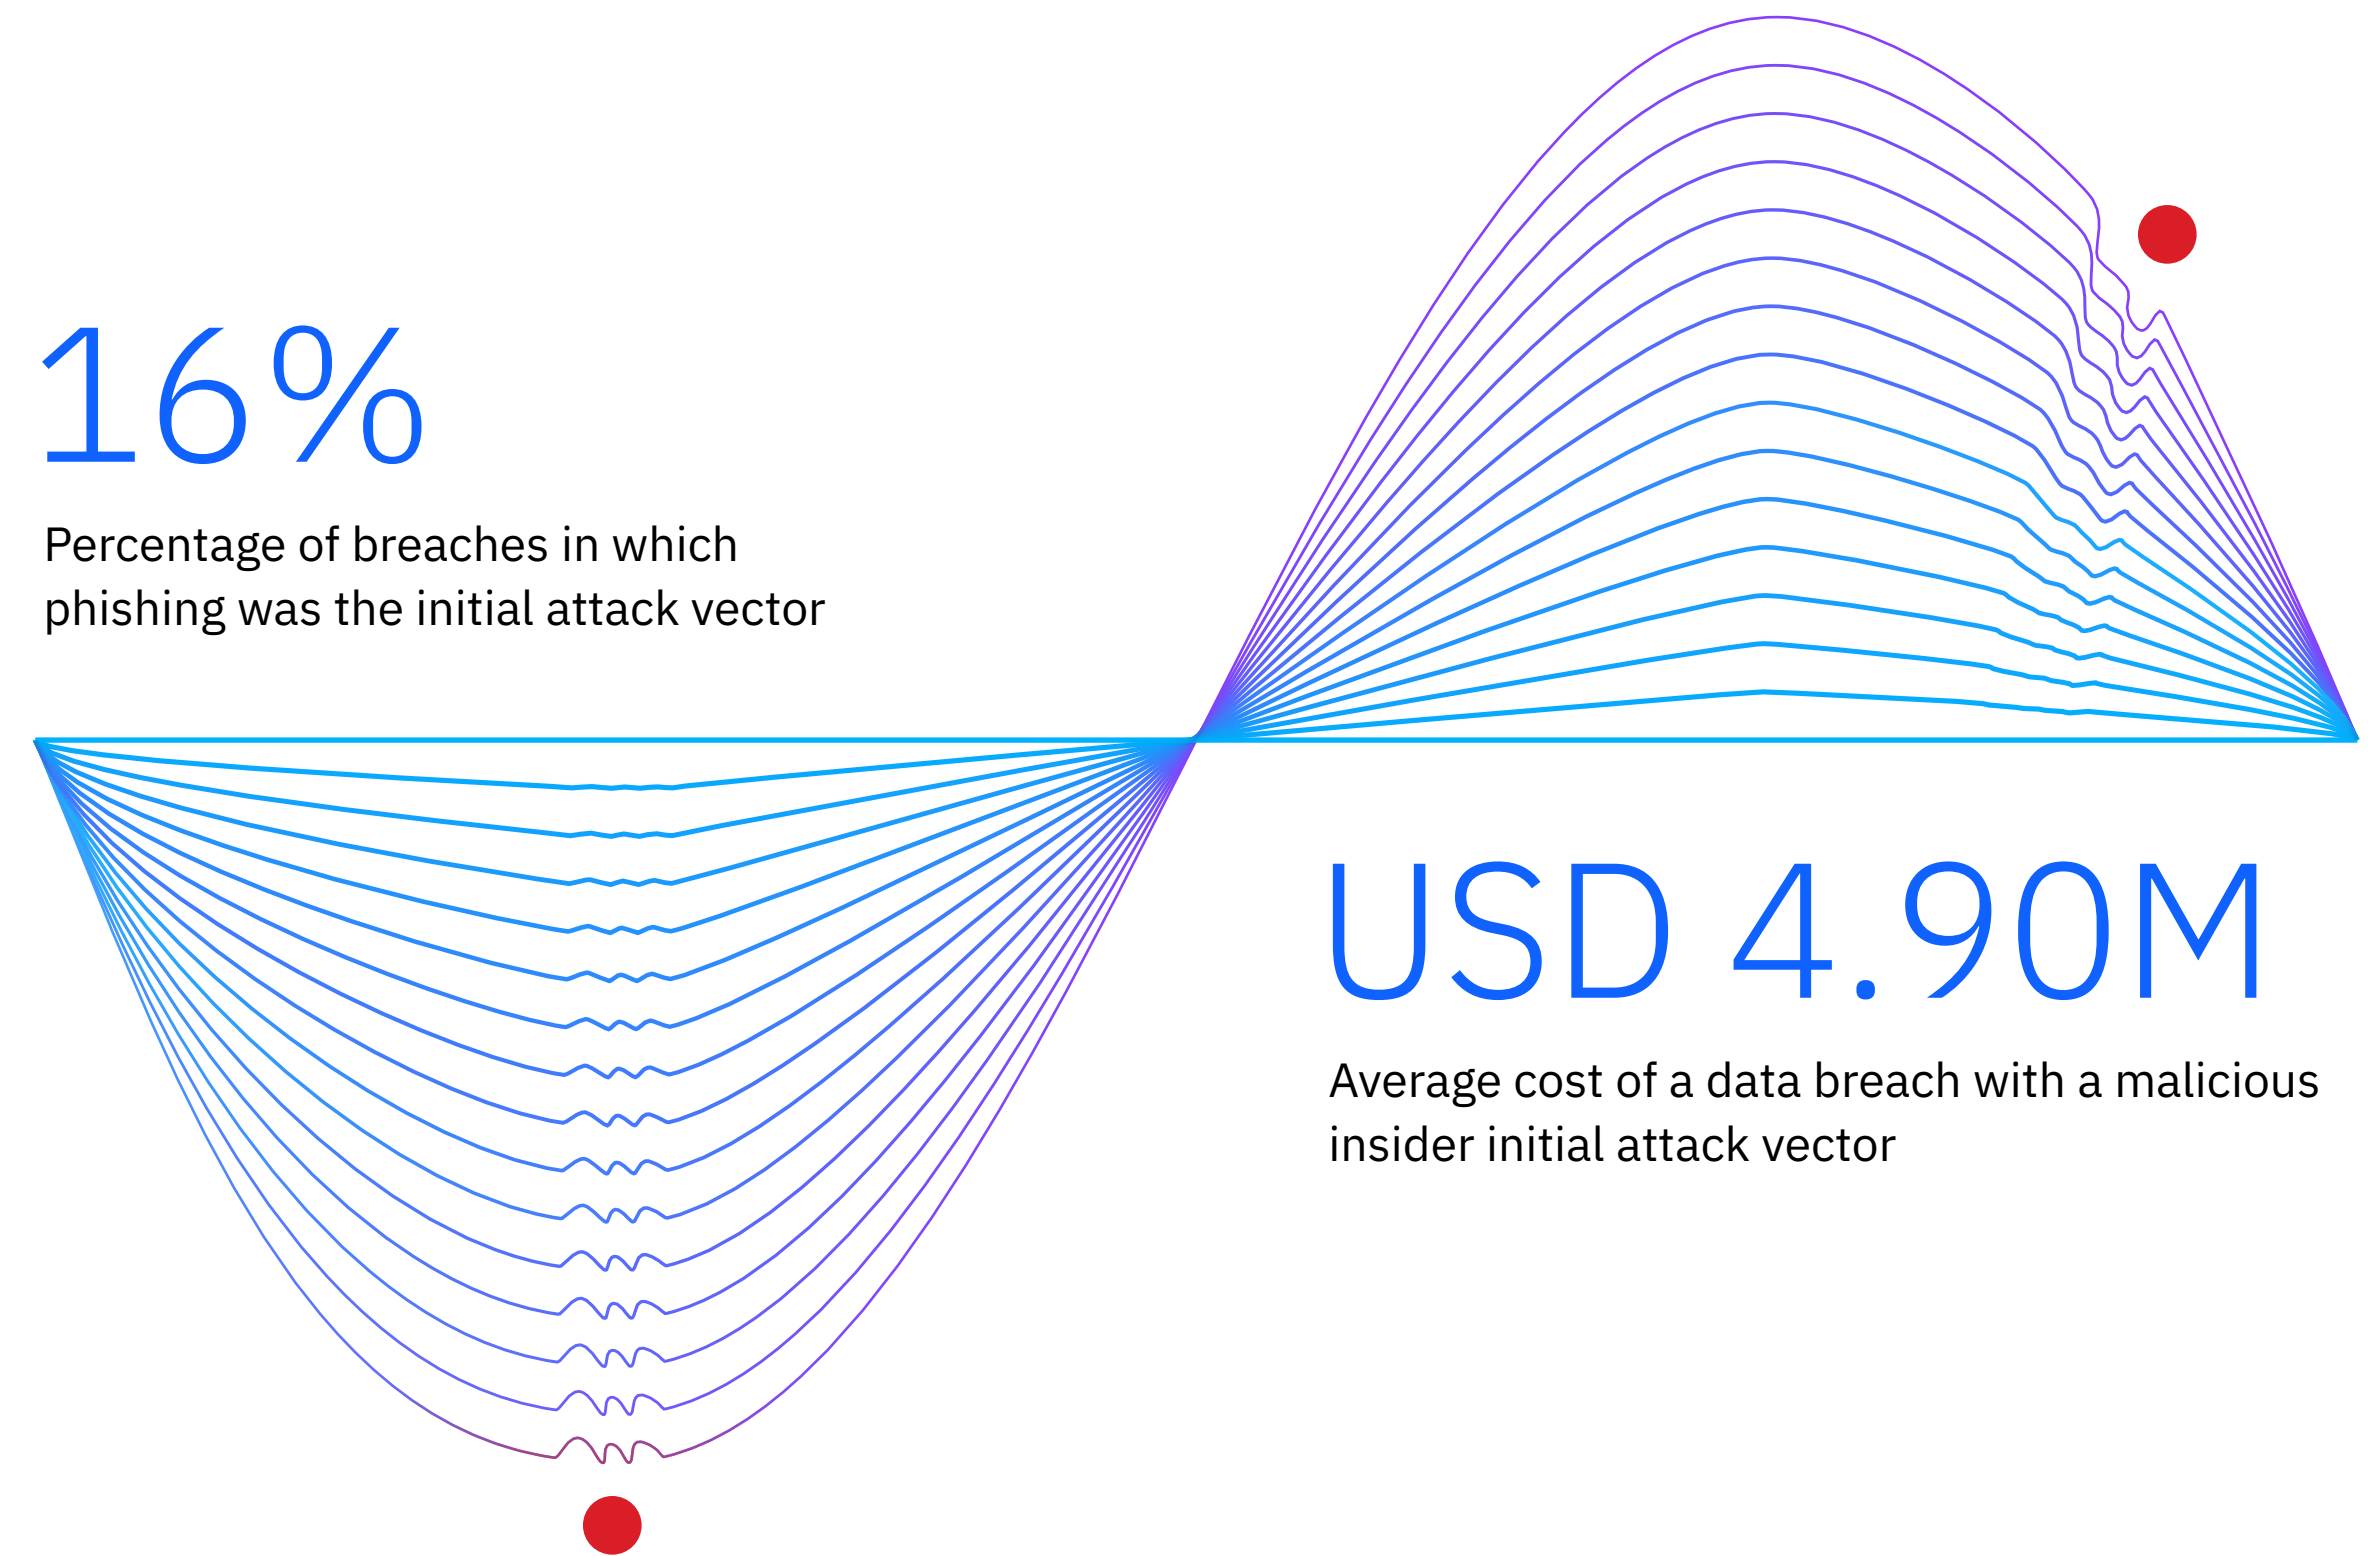 16%
Percentage of breaches in which
phishing was the initial attack vector
USD 4.90M
Average cost of a data breach with a malicious
insider initial attack vector